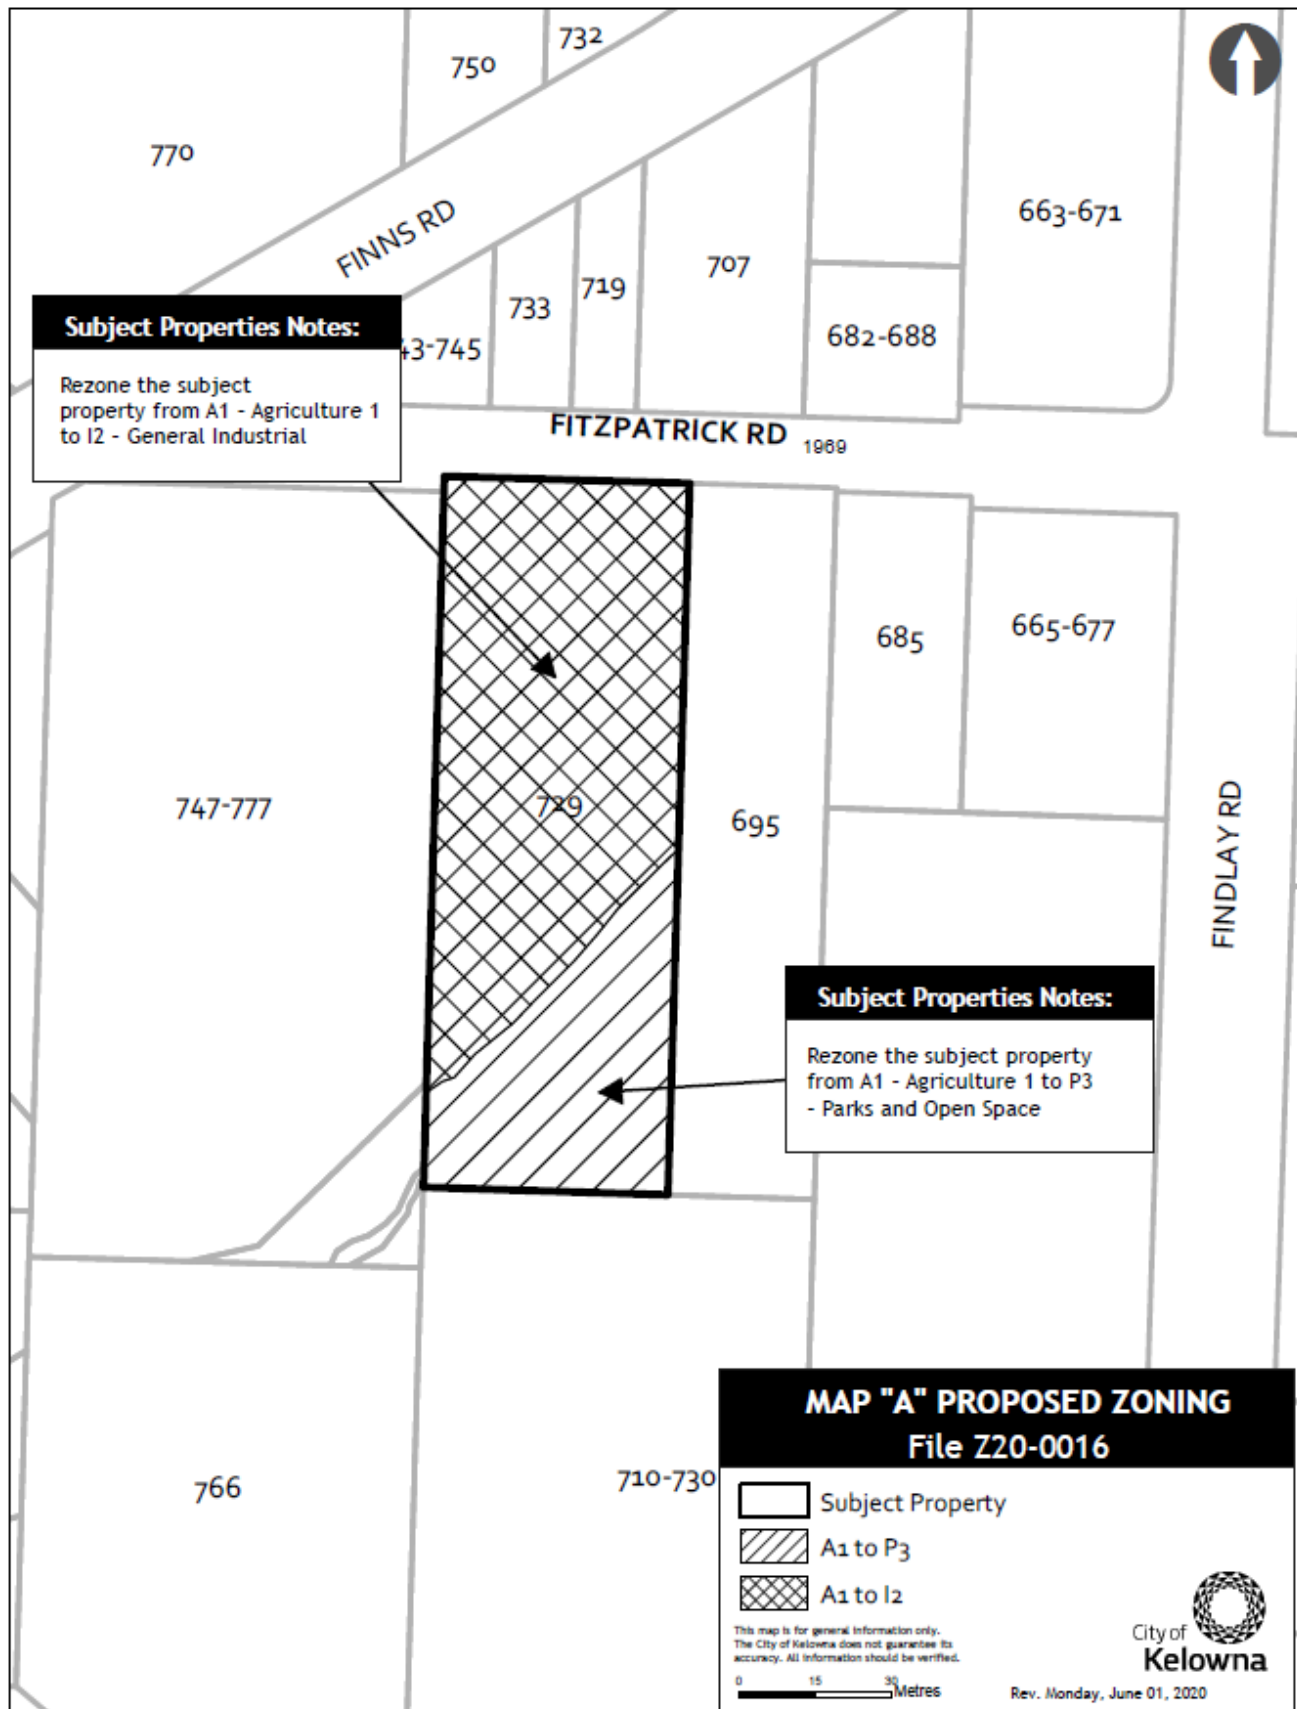 732
750
770
663-671
FINNS RD
707
719
733
682-688
43-745
Subject Properties Notes:
Rezone the subject
property from A1 - Agriculture 1
to I2 - General Industrial
FITZPATRICK RD
1969
685
665-677
747-777
729
695
FINDLAY RD
Subject Properties Notes:
Rezone the subject property
from A1 - Agriculture 1 to P3
- Parks and Open Space
766
710-730
MAP "A" PROPOSED ZONING
File Z20-0016
Subject Property
A1 to P3
A1 to I2
This map is for general information only.
The City of Kelowna does not guarantee its
accuracy. All information should be verified.
0 15 30 Metres
City of
Kelowna
Rev. Monday, June 01, 2020